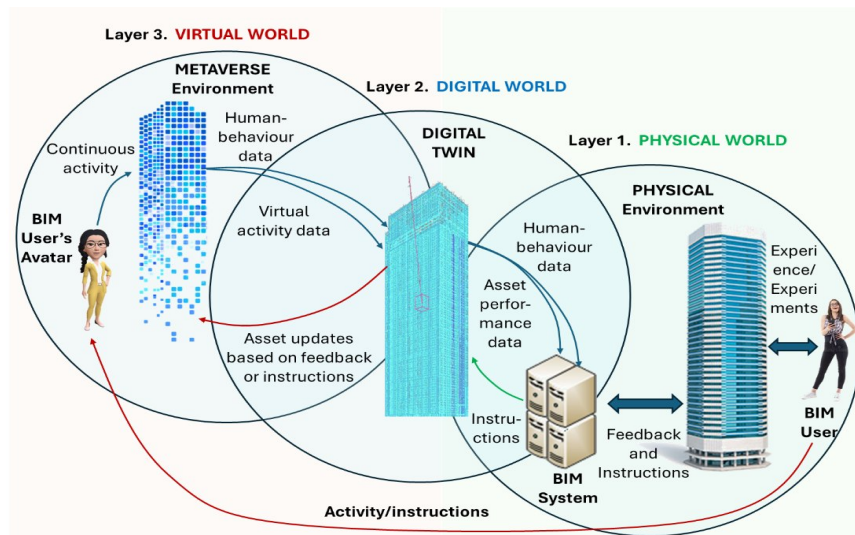 Layer 3. VIRTUAL WORLD
METAVERSE
Environment
Human-
behaviour
data
Continuous
activity
Virtual
activity data
BIM
User's
Avatar
Asset updates
based on feedback
or instructions
Layer 2. DIGITAL WORLD
DIGITAL
TWIN
Human-
behaviour
data
Asset
perfor-
mance
data
Instru-
ctions
BIM
System
Layer 1. PHYSICAL WORLD
PHYSICAL
Environment
Experi
ence/
Experi
ments
Feedback
and
Instructions
BIM
User
Activity/instructions